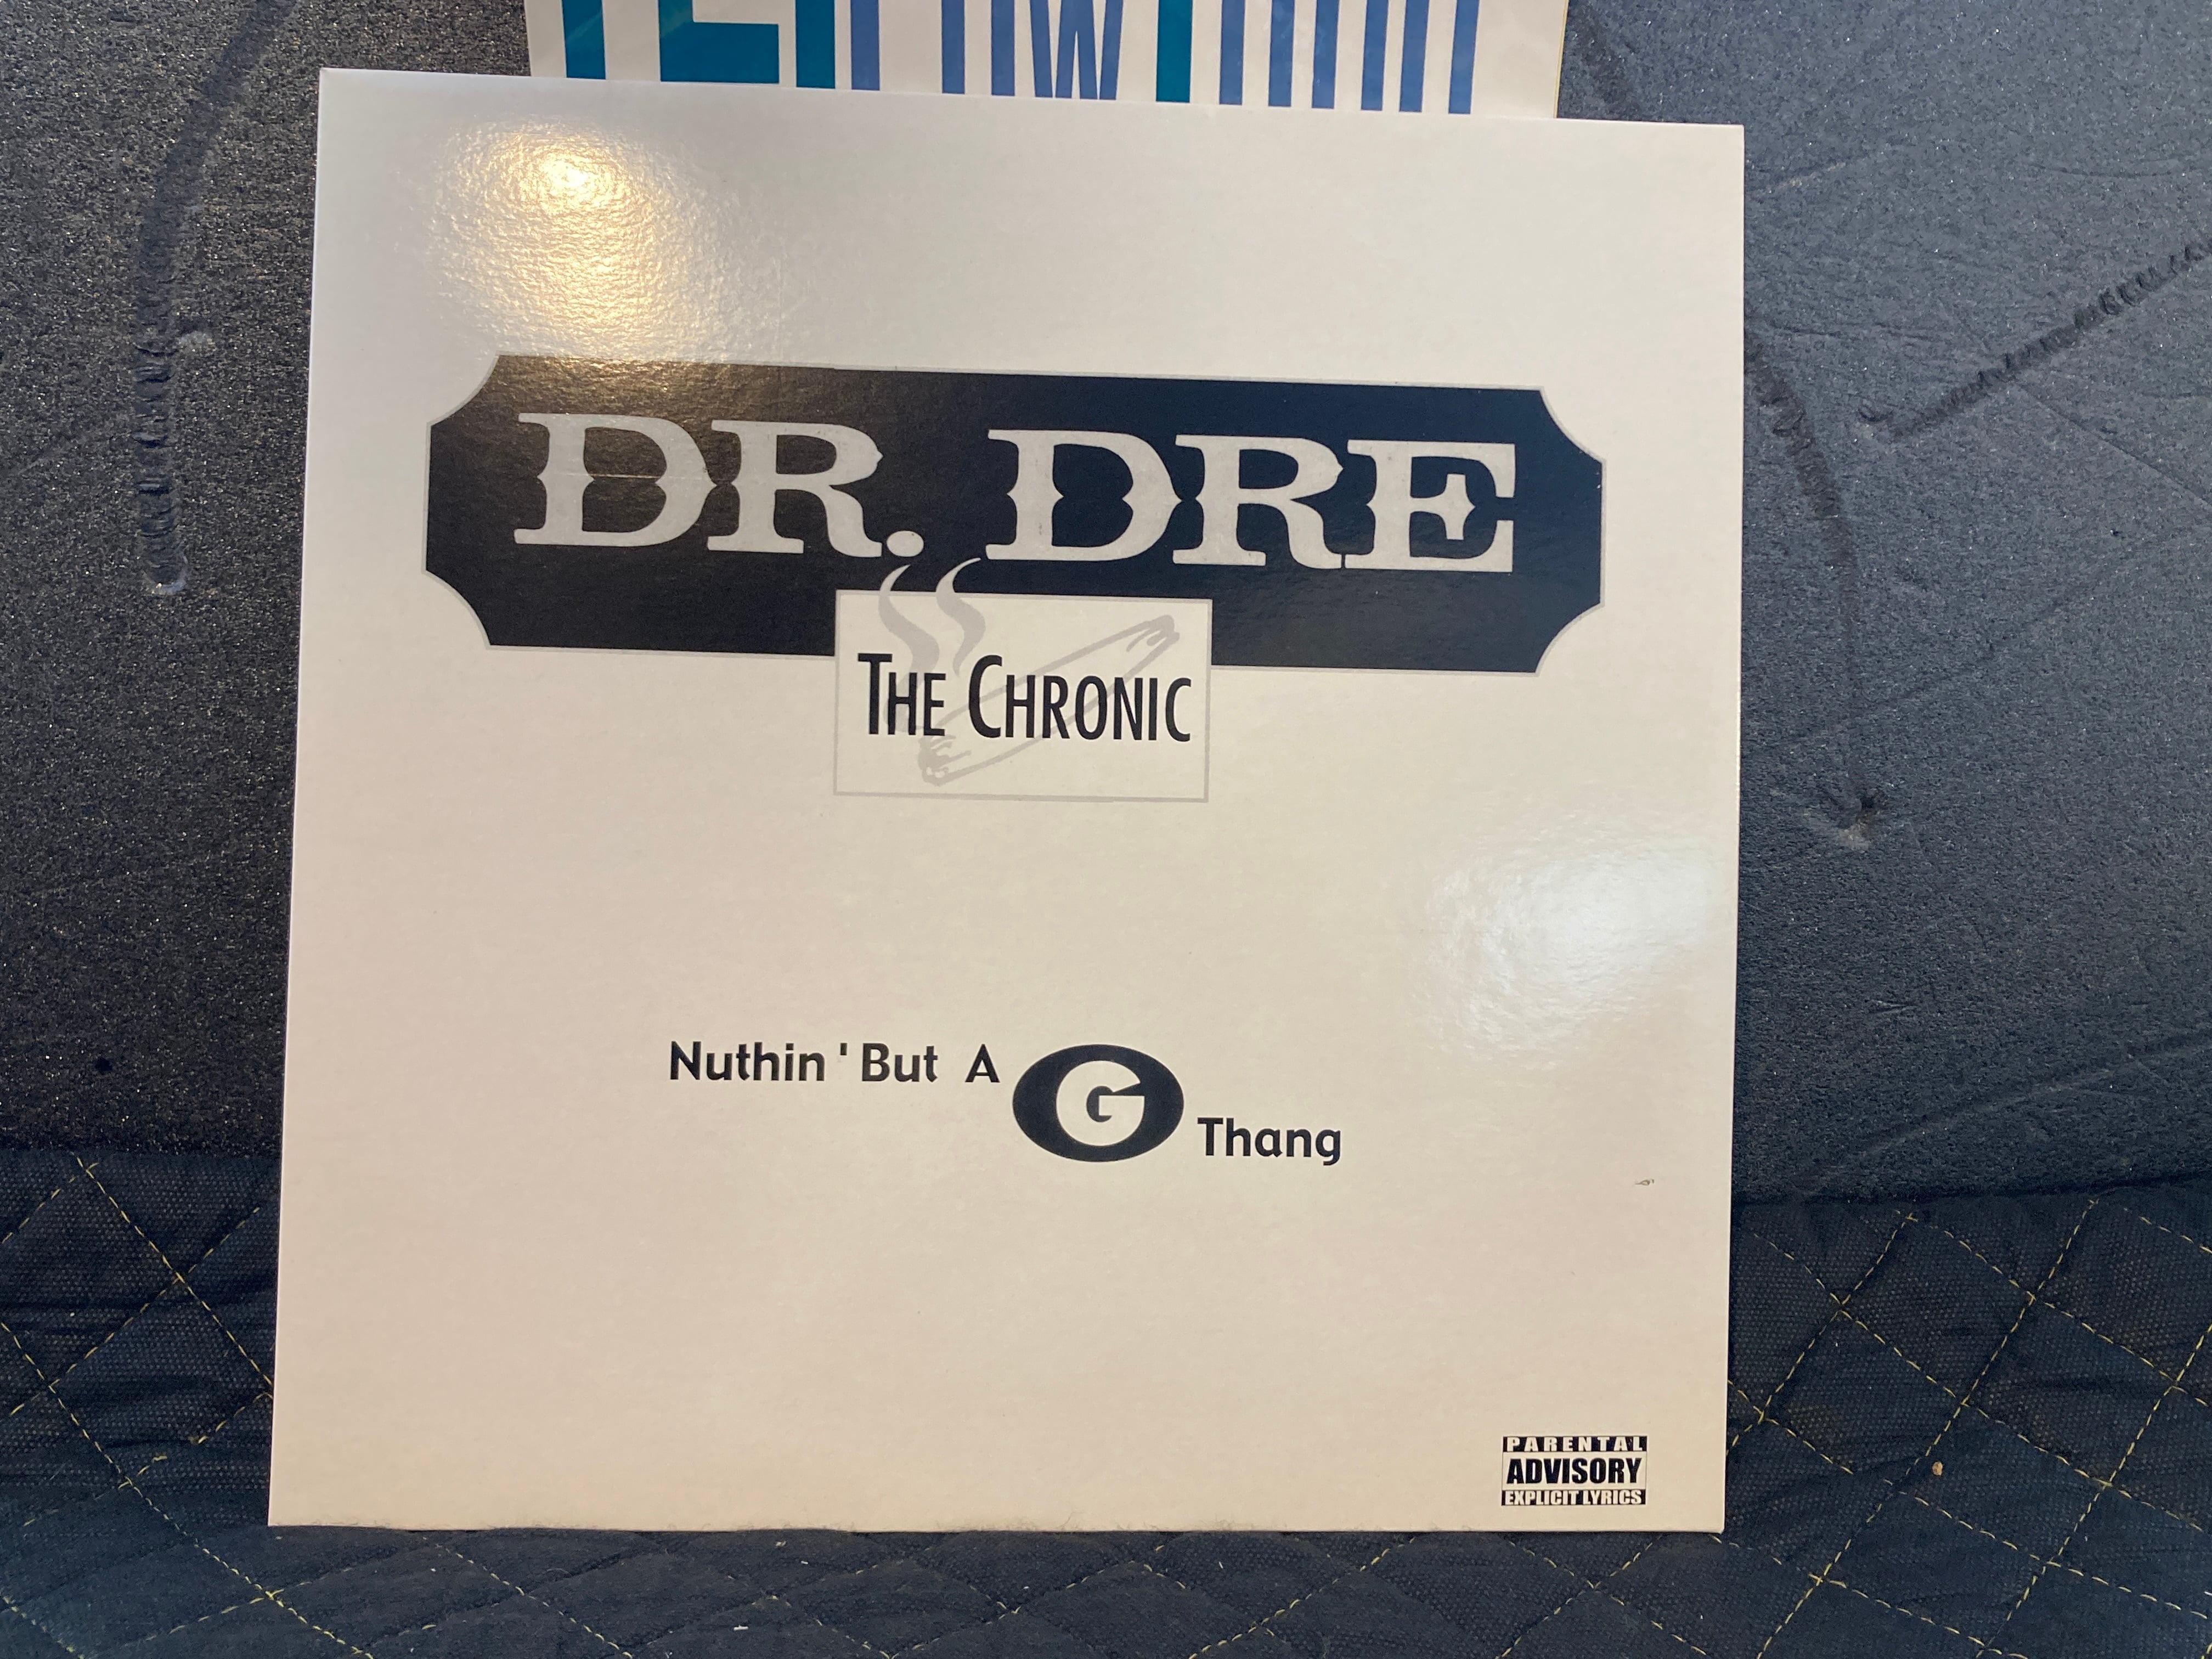 DR. DRE
THE CHRONIC
Nuthin' But A G Thang
PARENTAL
ADVISORY
EXPLICIT LYRICS